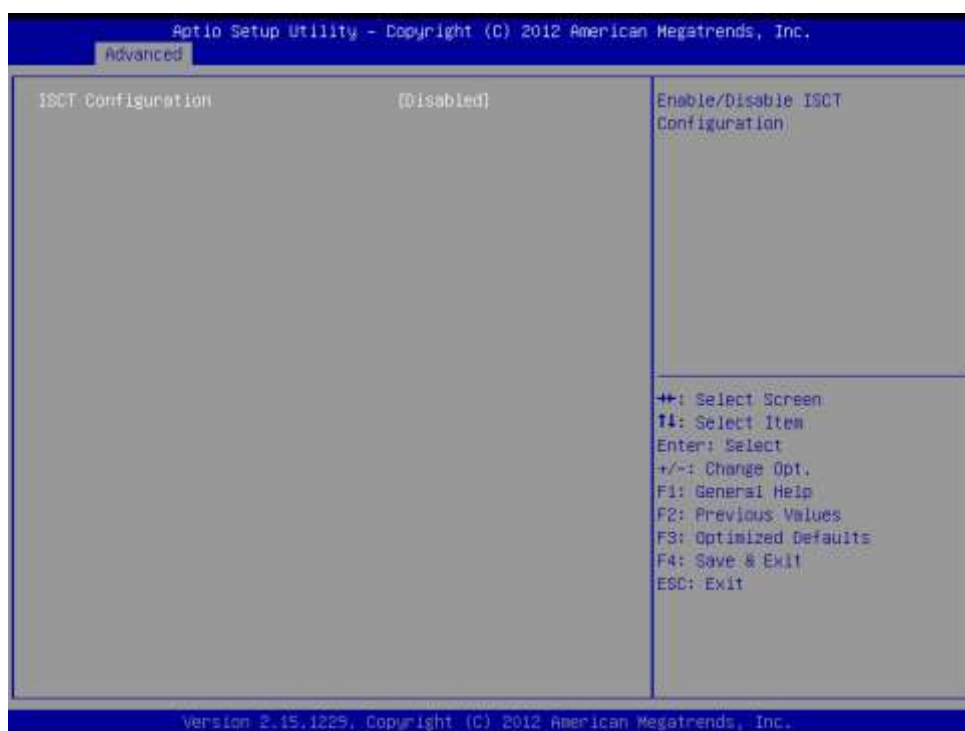 Aptio Setup Utility – Copyright (C) 2012 American Megatrends, Inc.
Advanced
ISCT Configuration [Disabled]
Enable/Disable ISCT
Configuration
→←: Select Screen
↑↓: Select Item
Enter: Select
+/-: Change Opt.
F1: General Help
F2: Previous Values
F3: Optimized Defaults
F4: Save & Exit
ESC: Exit
Version 2.15.1229. Copyright (C) 2012 American Megatrends, Inc.